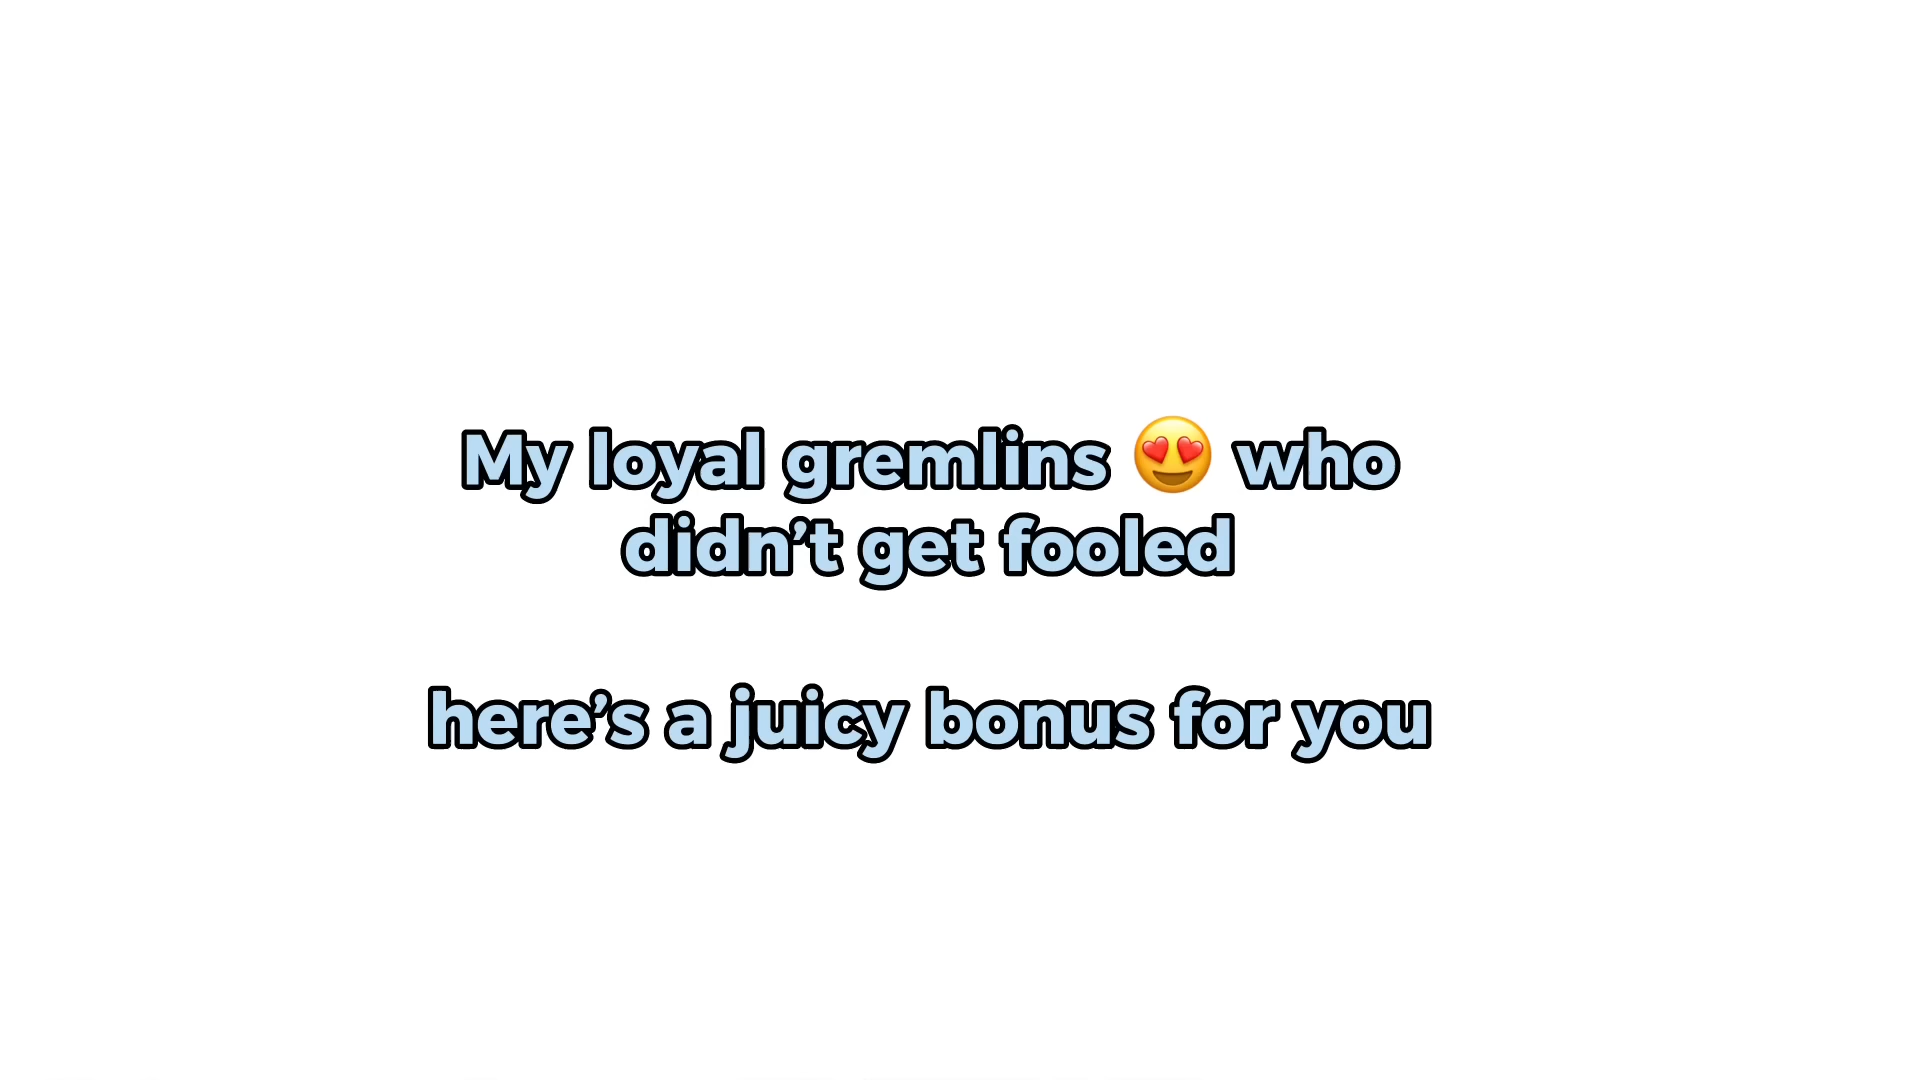 My loyal gremlins 😍 who
didn’t get fooled
here’s a juicy bonus for you